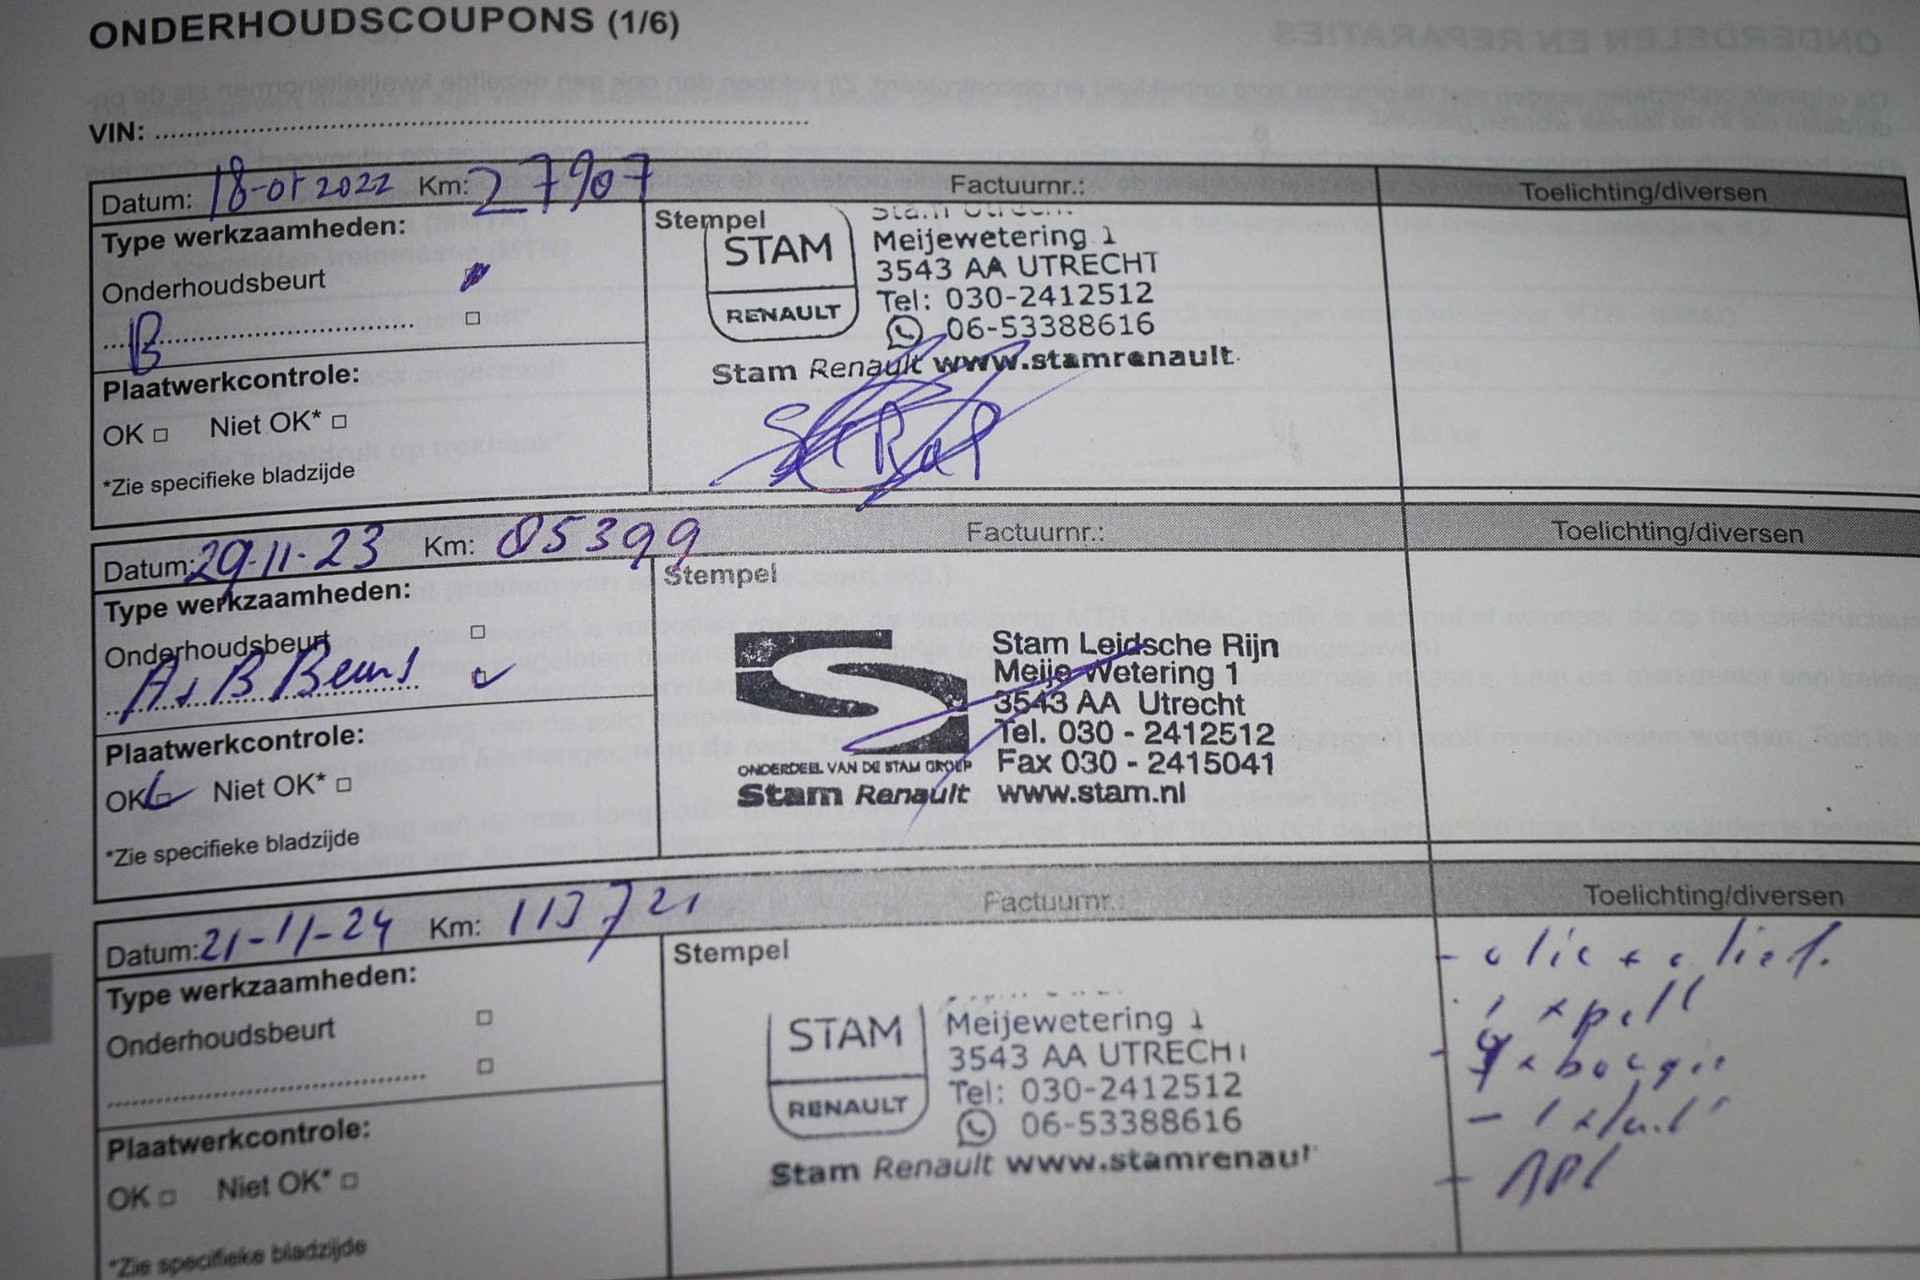 ONDERHOUDSCOUPONS (1/6)
VIN:
Datum: 18-01 2022 Km: 27907 Factuurnr.: Toelichting/diversen
Type werkzaamheden:
Onderhoudsbeurt
B
Plaatwerkcontrole:
OK Niet OK*
*Zie specifieke bladzijde
Stempel
STAM
RENAULT
Meijewetering 1
3543 AA UTRECHT
Tel: 030-2412512
06-53388616
Stam Renault www.stamrenault.
Datum: 29-11-23 Km: 85399 Factuurnr.: Toelichting/diversen
Type werkzaamheden:
Onderhoudsbeurt
A + B Beurt
Plaatwerkcontrole:
OK Niet OK*
*Zie specifieke bladzijde
Stempel
ONDERDEEL VAN DE STAM GROEP
Stam Renault
Stam Leidsche Rijn
Meije Wetering 1
3543 AA Utrecht
Tel. 030 - 2412512
Fax 030 - 2415041
www.stam.nl
Datum: 21-11-24 Km: 113721 Factuurnr.: Toelichting/diversen
Type werkzaamheden:
Onderhoudsbeurt
Plaatwerkcontrole:
OK Niet OK*
*Zie specifieke bladzijde
Stempel
STAM
RENAULT
Meijewetering 1
3543 AA UTRECHT
Tel: 030-2412512
06-53388616
Stam Renault www.stamrenault
- olie + olief.
- APK